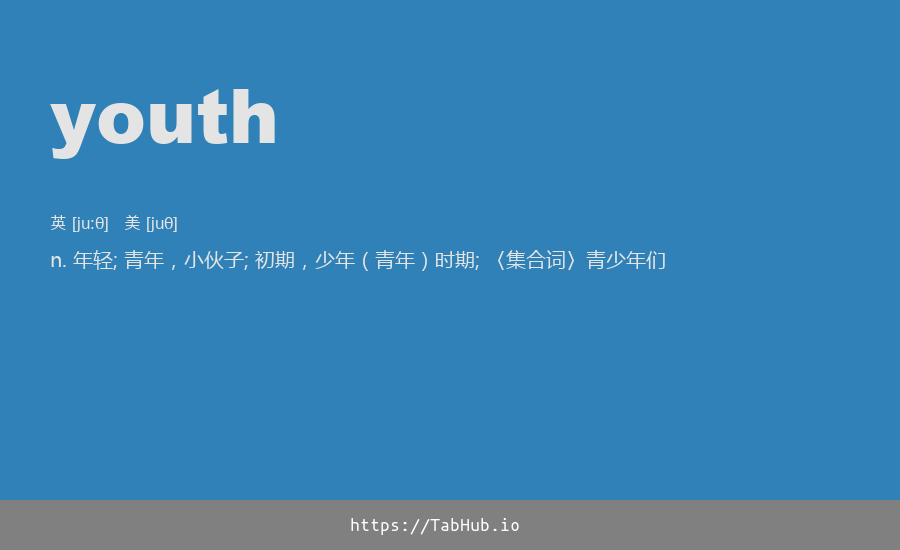 youth
英 [juːθ] 美 [juθ]
n. 年轻; 青年，小伙子; 初期，少年（青年）时期; 〈集合词〉青少年们
https://TabHub.io